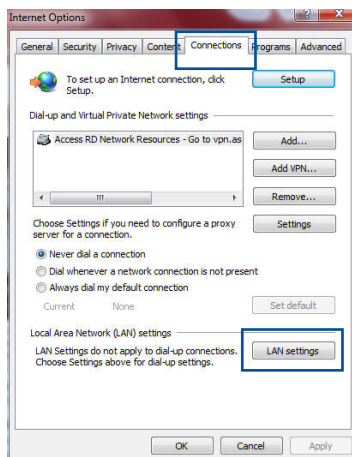 Internet Options
General Security Privacy Content Connections Programs Advanced
To set up an Internet connection, click Setup.
Setup
Dial-up and Virtual Private Network settings
Access RD Network Resources - Go to vpn.as
Add...
Add VPN...
Remove...
Choose Settings if you need to configure a proxy
server for a connection.
Settings
Never dial a connection
Dial whenever a network connection is not present
Always dial my default connection
Current None
Set default
Local Area Network (LAN) settings
LAN Settings do not apply to dial-up connections.
Choose Settings above for dial-up settings.
LAN settings
OK Cancel Apply